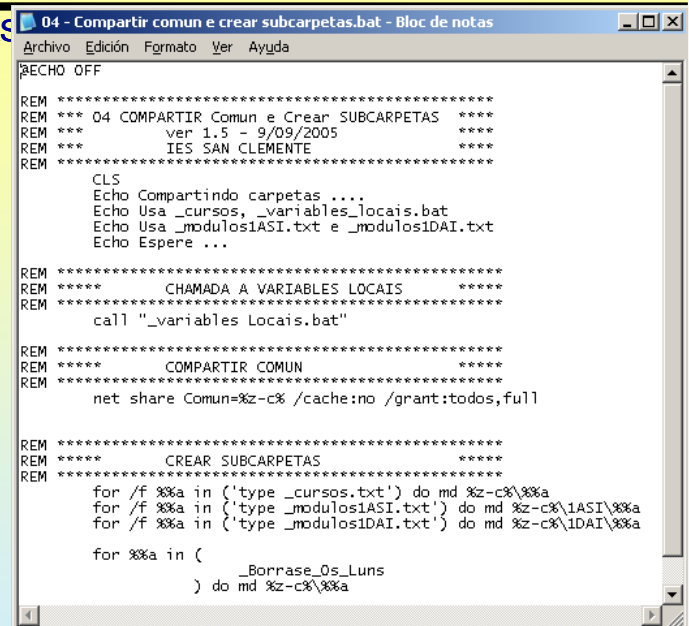 04 - Compartir comun e crear subcarpetas.bat - Bloc de notas
Archivo Edición Formato Ver Ayuda
@ECHO OFF
REM ************************************************
REM *** 04 COMPARTIR Comun e Crear SUBCARPETAS ****
REM *** ver 1.5 - 9/09/2005 ****
REM *** IES SAN CLEMENTE ****
REM ************************************************
CLS
Echo Compartindo carpetas ....
Echo Usa _cursos, _variables_locais.bat
Echo Usa _modulos1ASI.txt e _modulos1DAI.txt
Echo Espere ...
REM *************************************************
REM ***** CHAMADA A VARIABLES LOCAIS *****
REM *************************************************
call "_variables Locais.bat"
REM *************************************************
REM ***** COMPARTIR COMUN *****
REM *************************************************
net share Comun=%z-c% /cache:no /grant:todos,full
REM *************************************************
REM ***** CREAR SUBCARPETAS *****
REM *************************************************
for /f %%a in ('type _cursos.txt') do md %z-c%\%%a
for /f %%a in ('type _modulos1ASI.txt') do md %z-c%\1ASI\%%a
for /f %%a in ('type _modulos1DAI.txt') do md %z-c%\1DAI\%%a
for %%a in (
_Borrase_Os_Luns
) do md %z-c%\%%a